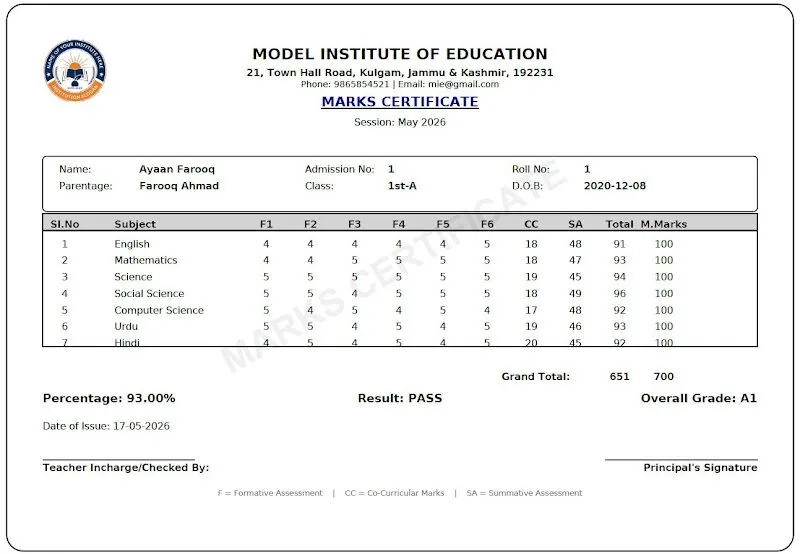 NAME OF YOUR INSTITUTE HERE
INSTITUTION SLOGAN
MODEL INSTITUTE OF EDUCATION
21, Town Hall Road, Kulgam, Jammu & Kashmir, 192231
Phone: 9865854521 | Email: mie@gmail.com
MARKS CERTIFICATE
Session: May 2026
Name: Ayaan Farooq Admission No: 1 Roll No: 1
Parentage: Farooq Ahmad Class: 1st-A D.O.B: 2020-12-08
Sl.No Subject F1 F2 F3 F4 F5 F6 CC SA Total M.Marks
1 English 4 4 4 4 4 5 18 48 91 100
2 Mathematics 4 4 5 5 5 5 18 47 93 100
3 Science 5 5 5 5 5 5 19 45 94 100
4 Social Science 5 5 4 5 5 5 18 49 96 100
5 Computer Science 5 4 5 4 5 4 17 48 92 100
6 Urdu 5 5 4 5 4 5 19 46 93 100
7 Hindi 4 5 4 5 4 5 20 45 92 100
MARKS CERTIFICATE
Grand Total: 651 700
Percentage: 93.00% Result: PASS Overall Grade: A1
Date of Issue: 17-05-2026
Teacher Incharge/Checked By: Principal's Signature
F = Formative Assessment | CC = Co-Curricular Marks | SA = Summative Assessment